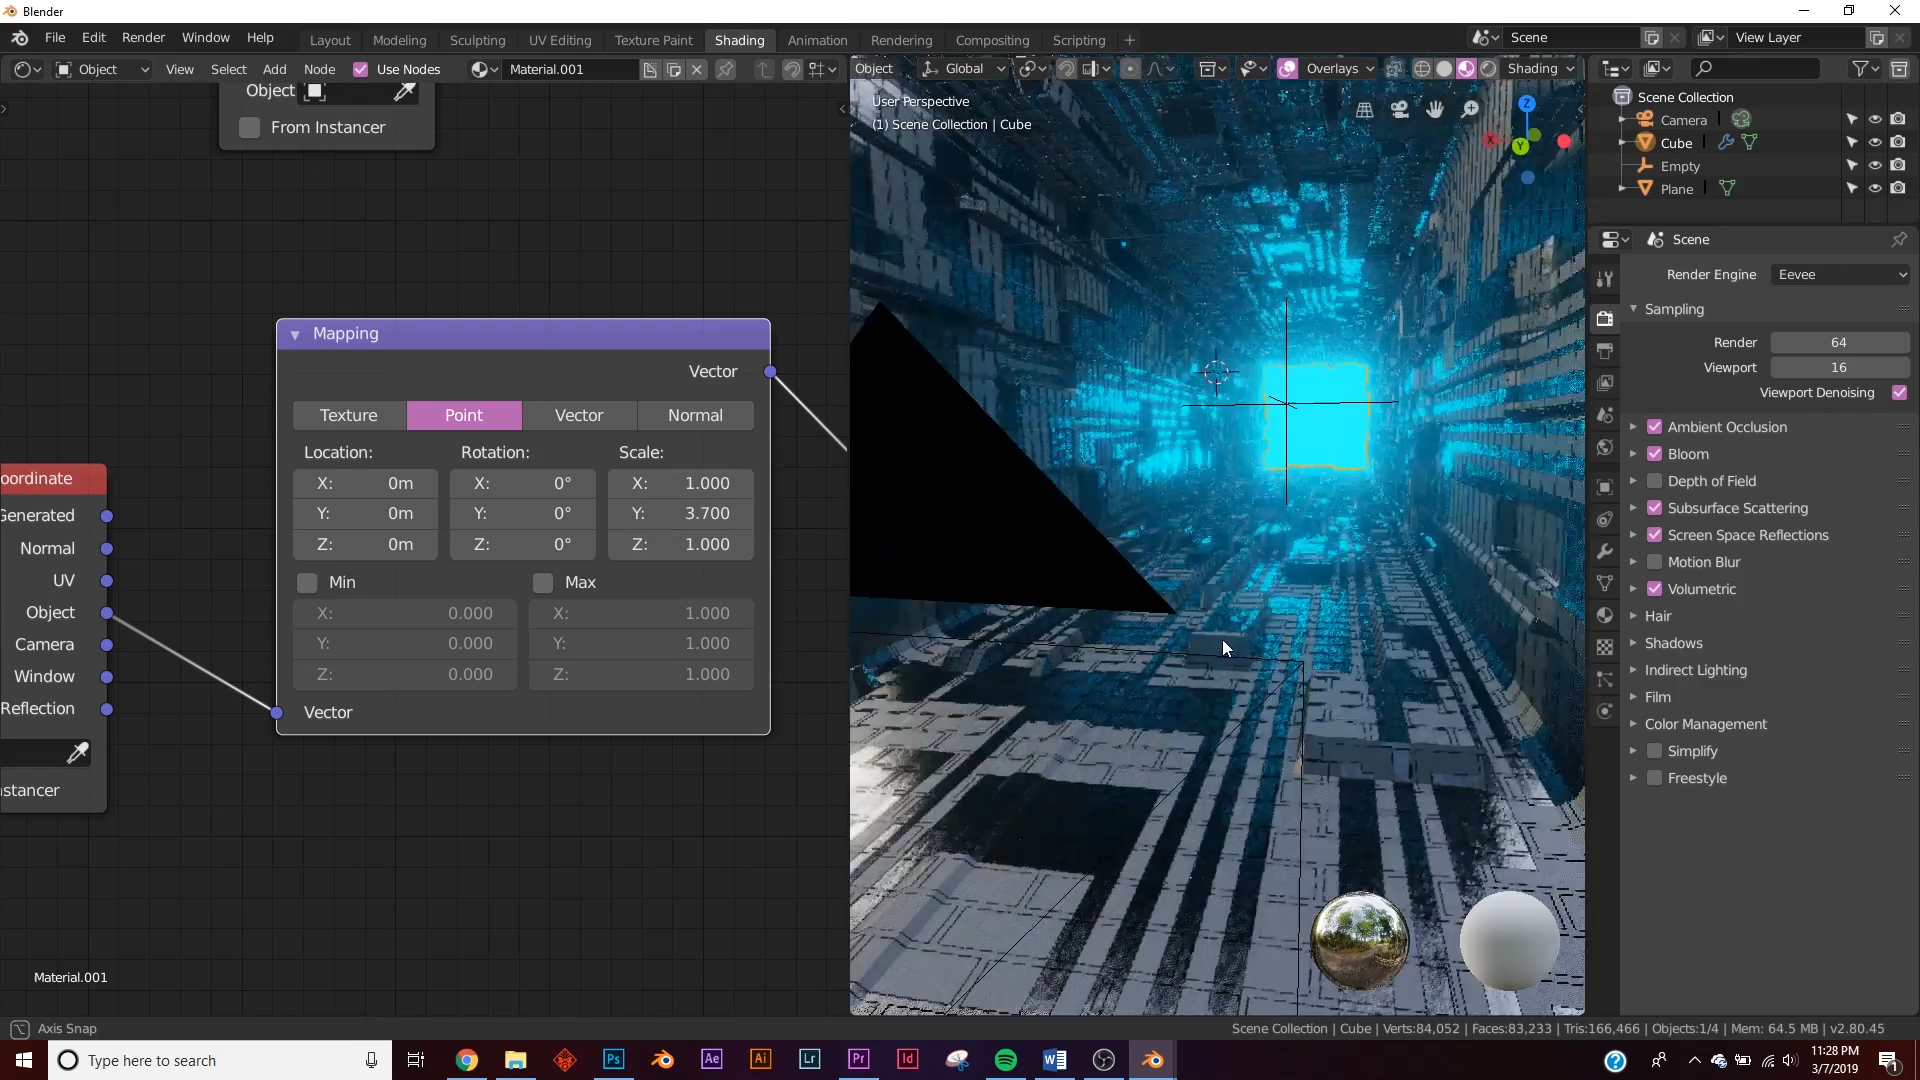 Blender
File Edit Render Window Help Layout Modeling Sculpting UV Editing Texture Paint Shading Animation Rendering Compositing Scripting + Scene View Layer
Object View Select Add Node Use Nodes Material.001 Object Global Overlays Shading
Object
From Instancer
User Perspective
(1) Scene Collection | Cube
Z
X
Y
Scene Collection
Camera
Cube
Empty
Plane
Scene
Render Engine Eevee
Sampling
Render 64
Viewport 16
Viewport Denoising
Ambient Occlusion
Bloom
Depth of Field
Subsurface Scattering
Screen Space Reflections
Motion Blur
Volumetric
Hair
Shadows
Indirect Lighting
Film
Color Management
Simplify
Freestyle
Mapping
Vector
Texture Point Vector Normal
Location: Rotation: Scale:
X: 0m X: 0° X: 1.000
Y: 0m Y: 0° Y: 3.700
Z: 0m Z: 0° Z: 1.000
Min Max
X: 0.000 X: 1.000
Y: 0.000 Y: 1.000
Z: 0.000 Z: 1.000
Vector
oordinate
Generated
Normal
UV
Object
Camera
Window
Reflection
nstancer
Material.001
Axis Snap
Scene Collection | Cube | Verts:84,052 | Faces:83,233 | Tris:166,466 | Objects:1/4 | Mem: 64.5 MB | v2.80.45
Type here to search
Ps Ae Ai Lr Pr Id W
11:28 PM
3/7/2019
1